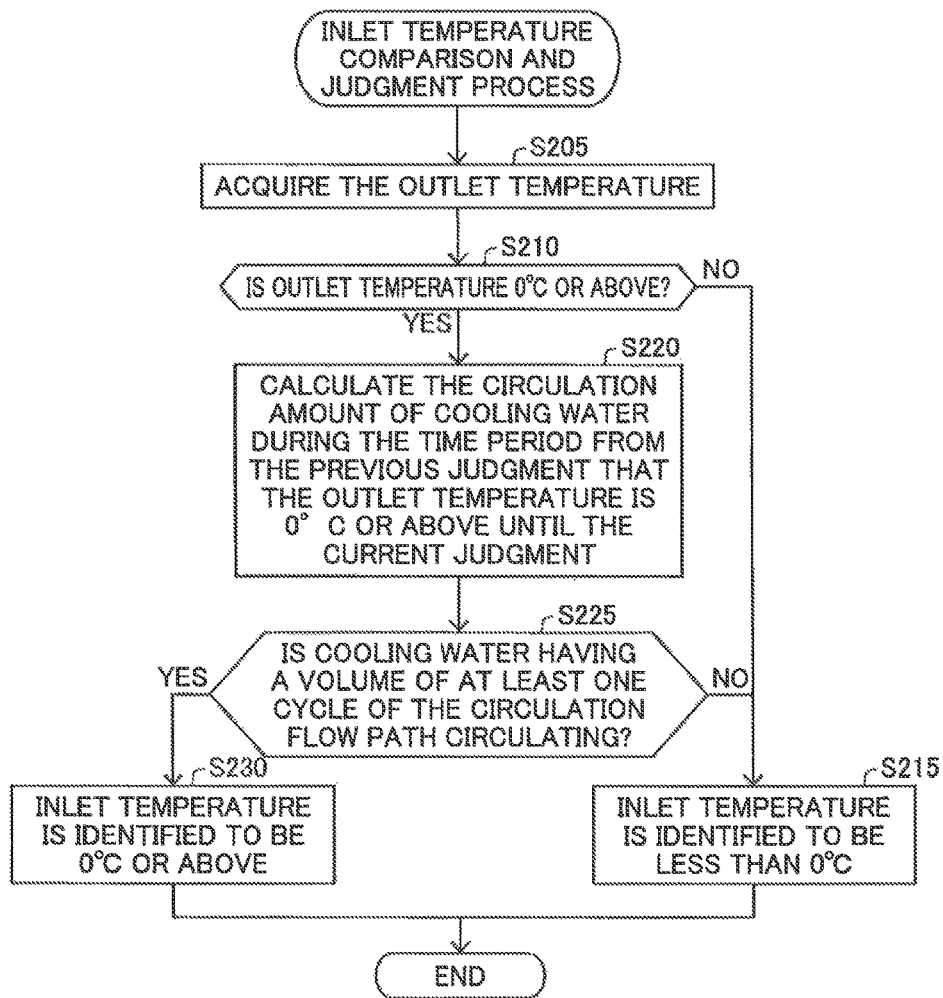 INLET TEMPERATURE
COMPARISON AND
JUDGMENT PROCESS
S205
ACQUIRE THE OUTLET TEMPERATURE
S210
IS OUTLET TEMPERATURE 0°C OR ABOVE?
NO
YES
S220
CALCULATE THE CIRCULATION
AMOUNT OF COOLING WATER
DURING THE TIME PERIOD FROM
THE PREVIOUS JUDGMENT THAT
THE OUTLET TEMPERATURE IS
0° C OR ABOVE UNTIL THE
CURRENT JUDGMENT
S225
IS COOLING WATER HAVING
A VOLUME OF AT LEAST ONE
CYCLE OF THE CIRCULATION
FLOW PATH CIRCULATING?
YES
NO
S230
INLET TEMPERATURE
IS IDENTIFIED TO BE
0°C OR ABOVE
S215
INLET TEMPERATURE
IS IDENTIFIED TO BE
LESS THAN 0°C
END